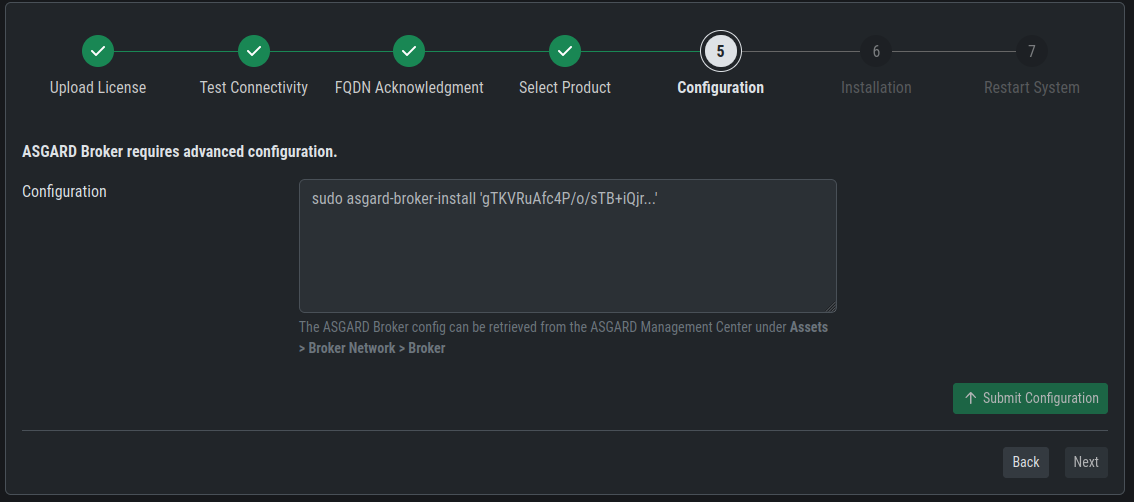 5
6
7
Upload License
Test Connectivity
FQDN Acknowledgment
Select Product
Configuration
Installation
Restart System
ASGARD Broker requires advanced configuration.
Configuration
sudo asgard-broker-install 'gTKVRuAfc4P/o/sTB+iQjr...'
The ASGARD Broker config can be retrieved from the ASGARD Management Center under Assets
> Broker Network > Broker
Submit Configuration
Back
Next